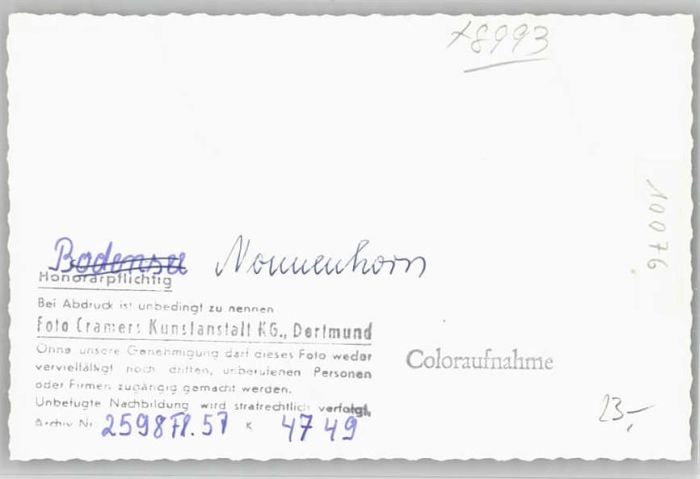 x8993
10076
Bodensee Nonnenhorn
Honorarpflichtig
Bei Abdruck ist unbedingt zu nennen
Foto Cramers Kunstanstalt KG., Dortmund
Ohne unsere Genehmigung darf dieses Foto weder
vervielfältigt noch dritten, unberufenen Personen
oder Firmen zugängig gemacht werden.
Unbefugte Nachbildung wird strafrechtlich verfolgt.
Archiv Nr. 2598 Fl. 57 K 4749
Coloraufnahme
23,-